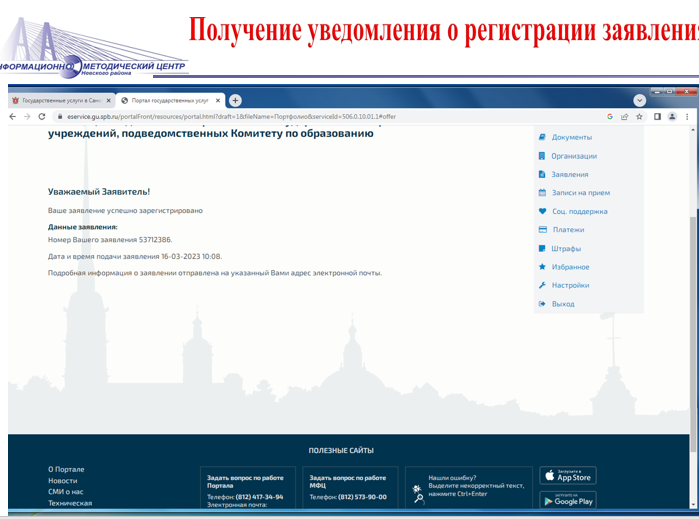 Получение уведомления о регистрации заявления
МЕТОДИЧЕСКИЙ ЦЕНТР
Невского района
Государственные услуги в Сан
Портал государственных услуг
eservice.gu.spb.ru/portalFront/resources/portal.html?draft=1&fileName=Портфолио&serviceId=506.0.10.01.1#offer
учреждений, подведомственных Комитету по образованию
Уважаемый Заявитель!
Ваше заявление успешно зарегистрировано
Данные заявления:
Номер Вашего заявления 53712386.
Дата и время подачи заявления 16-03-2023 10:08.
Подробная информация о заявлении отправлена на указанный Вами адрес электронной почты.
Документы
Организации
Заявления
Записи на прием
Соц. поддержка
Платежи
Штрафы
Избранное
Настройки
Выход
ПОЛЕЗНЫЕ САЙТЫ
О Портале
Новости
СМИ о нас
Техническая
Задать вопрос по работе
Портала
Телефон: (812) 417-34-94
Электронная почта:
Задать вопрос по работе
МФЦ
Телефон: (812) 573-90-00
Нашли ошибку?
Выделите некорректный текст,
нажмите Ctrl+Enter
Загрузите в
App Store
Google Play